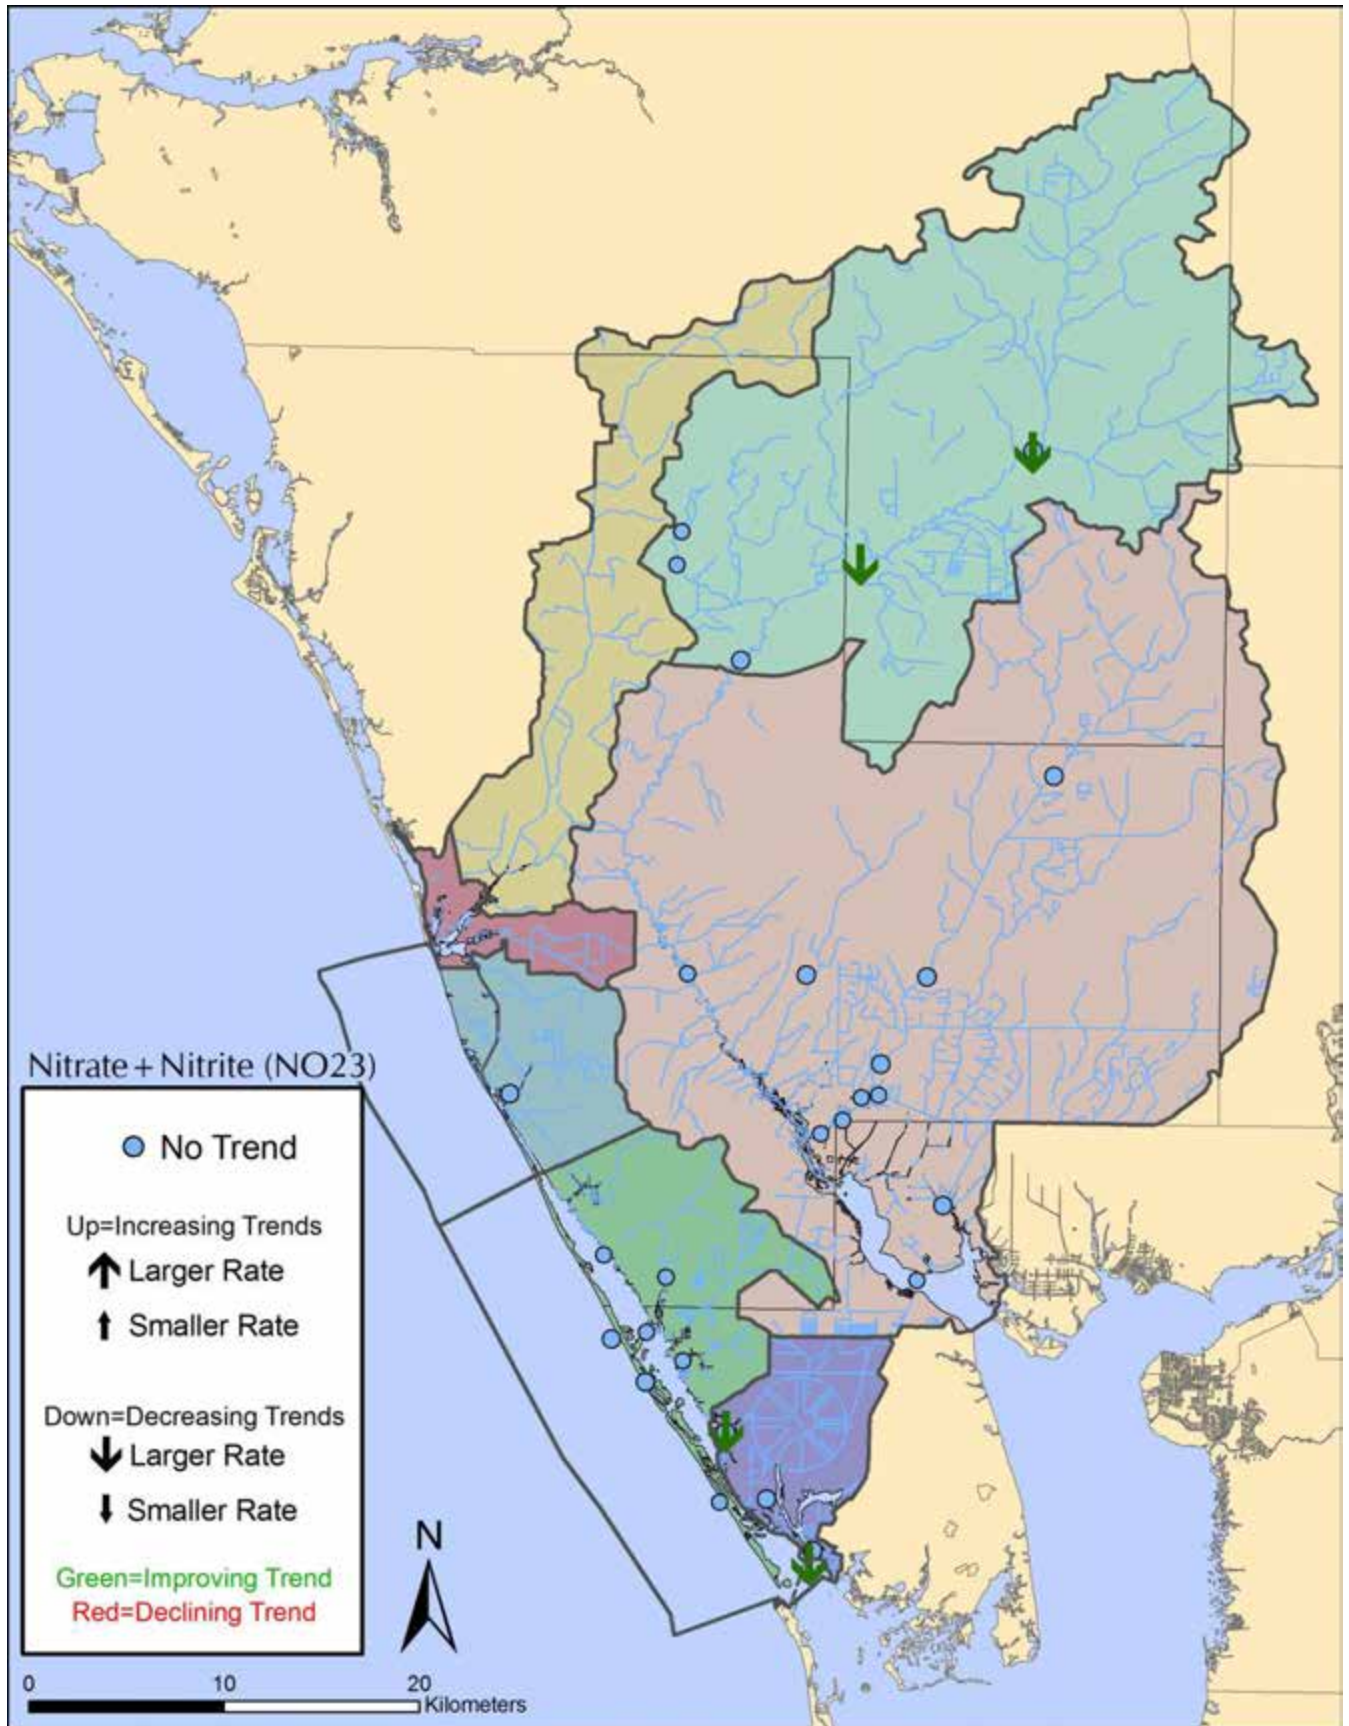 Nitrate + Nitrite (NO23)
No Trend
Up=Increasing Trends
Larger Rate
Smaller Rate
Down=Decreasing Trends
Larger Rate
Smaller Rate
Green=Improving Trend
Red=Declining Trend
N
0 10 20
Kilometers